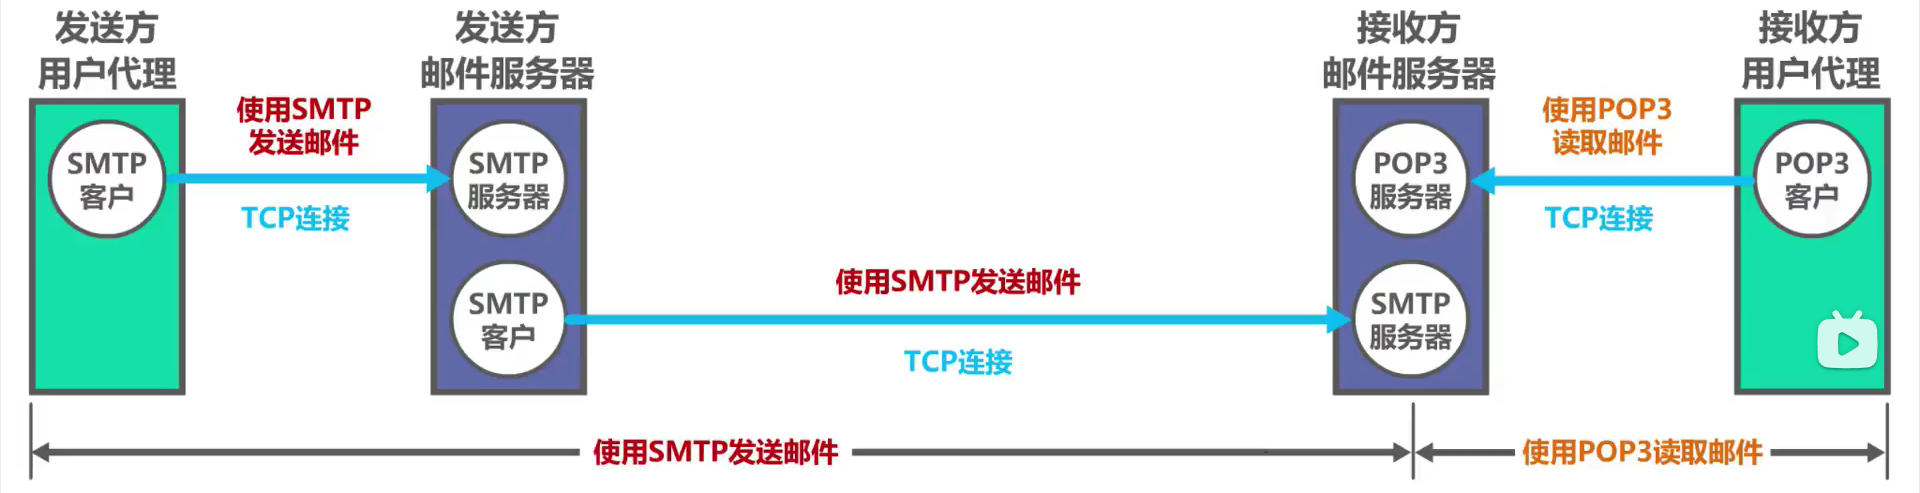 发送方
用户代理
发送方
邮件服务器
接收方
邮件服务器
接收方
用户代理
使用SMTP
发送邮件
使用POP3
读取邮件
SMTP
客户
SMTP
服务器
POP3
服务器
POP3
客户
TCP连接
TCP连接
使用SMTP发送邮件
SMTP
客户
SMTP
服务器
TCP连接
使用SMTP发送邮件
使用POP3读取邮件